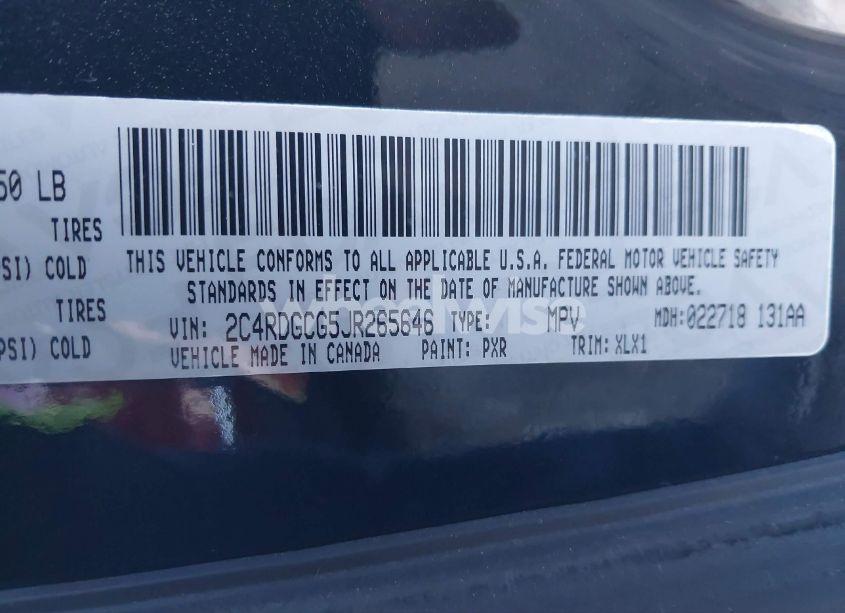 50 LB
TIRES
SI) COLD
TIRES
PSI) COLD
THIS VEHICLE CONFORMS TO ALL APPLICABLE U.S.A. FEDERAL MOTOR VEHICLE SAFETY
STANDARDS IN EFFECT ON THE DATE OF MANUFACTURE SHOWN ABOVE.
VIN: 2C4RDGCG5JR265646 TYPE: MPV MDH:022718 131AA
VEHICLE MADE IN CANADA PAINT: PXR TRIM: XLX1
wheelwise